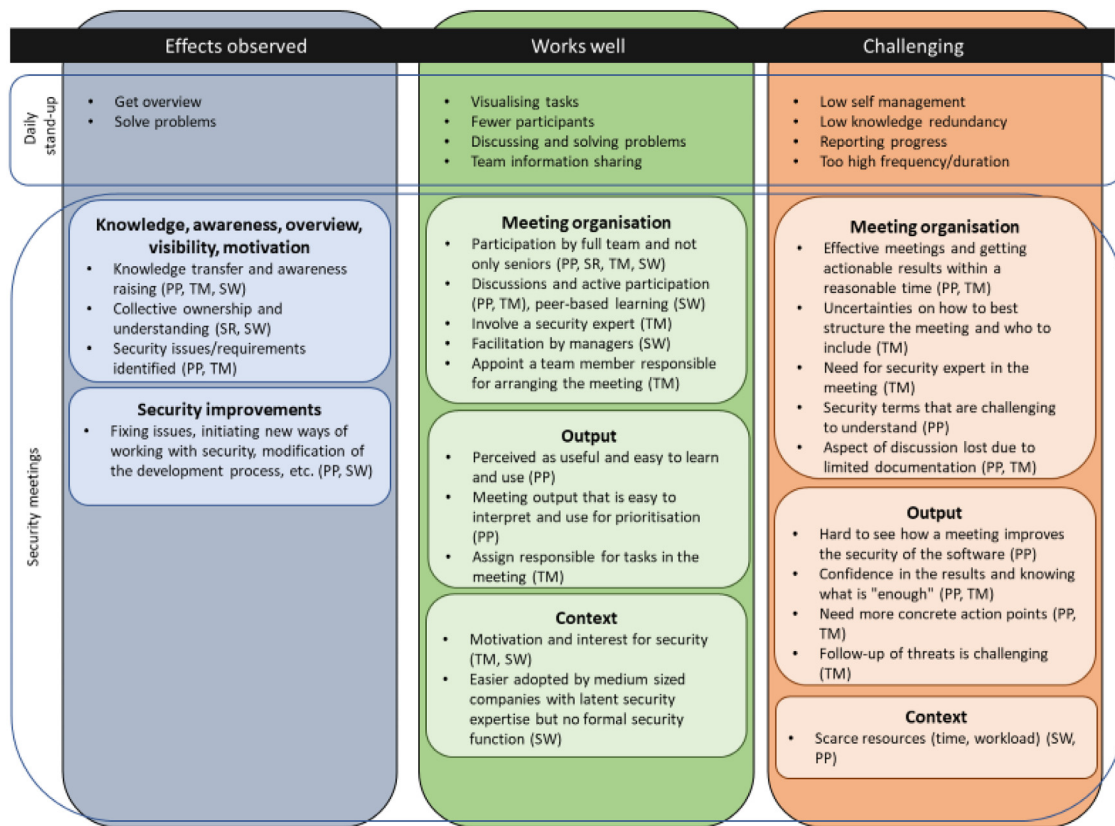 Effects observed
Works well
Challenging
Daily
stand-up
• Get overview
• Solve problems
• Visualising tasks
• Fewer participants
• Discussing and solving problems
• Team information sharing
• Low self management
• Low knowledge redundancy
• Reporting progress
• Too high frequency/duration
Security meetings
Knowledge, awareness, overview,
visibility, motivation
• Knowledge transfer and awareness
raising (PP, TM, SW)
• Collective ownership and
understanding (SR, SW)
• Security issues/requirements
identified (PP, TM)
Security improvements
• Fixing issues, initiating new ways of
working with security, modification of
the development process, etc. (PP, SW)
Meeting organisation
• Participation by full team and not
only seniors (PP, SR, TM, SW)
• Discussions and active participation
(PP, TM), peer-based learning (SW)
• Involve a security expert (TM)
• Facilitation by managers (SW)
• Appoint a team member responsible
for arranging the meeting (TM)
Output
• Perceived as useful and easy to learn
and use (PP)
• Meeting output that is easy to
interpret and use for prioritisation
(PP)
• Assign responsible for tasks in the
meeting (TM)
Context
• Motivation and interest for security
(TM, SW)
• Easier adopted by medium sized
companies with latent security
expertise but no formal security
function (SW)
Meeting organisation
• Effective meetings and getting
actionable results within a
reasonable time (PP, TM)
• Uncertainties on how to best
structure the meeting and who to
include (TM)
• Need for security expert in the
meeting (TM)
• Security terms that are challenging
to understand (PP)
• Aspect of discussion lost due to
limited documentation (PP, TM)
Output
• Hard to see how a meeting improves
the security of the software (PP)
• Confidence in the results and knowing
what is "enough" (PP, TM)
• Need more concrete action points (PP,
TM)
• Follow-up of threats is challenging
(TM)
Context
• Scarce resources (time, workload) (SW,
PP)